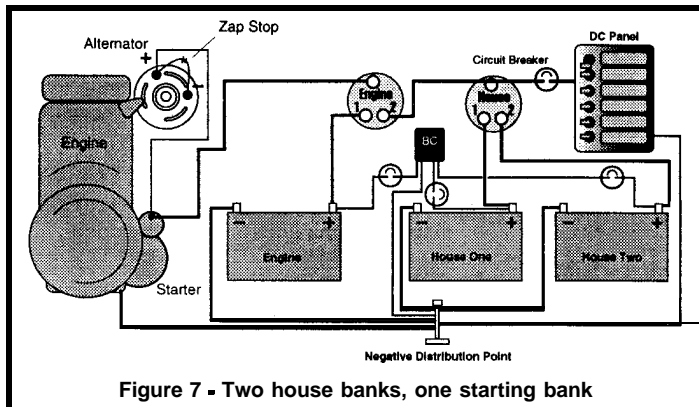 Zap Stop
Alternator
+
-
DC Panel
Circuit Breaker
Engine
1 2
House
1 2
Engine
BC
- +
Engine
- +
House One
- +
House Two
Starter
Negative Distribution Point
Figure 7 - Two house banks, one starting bank